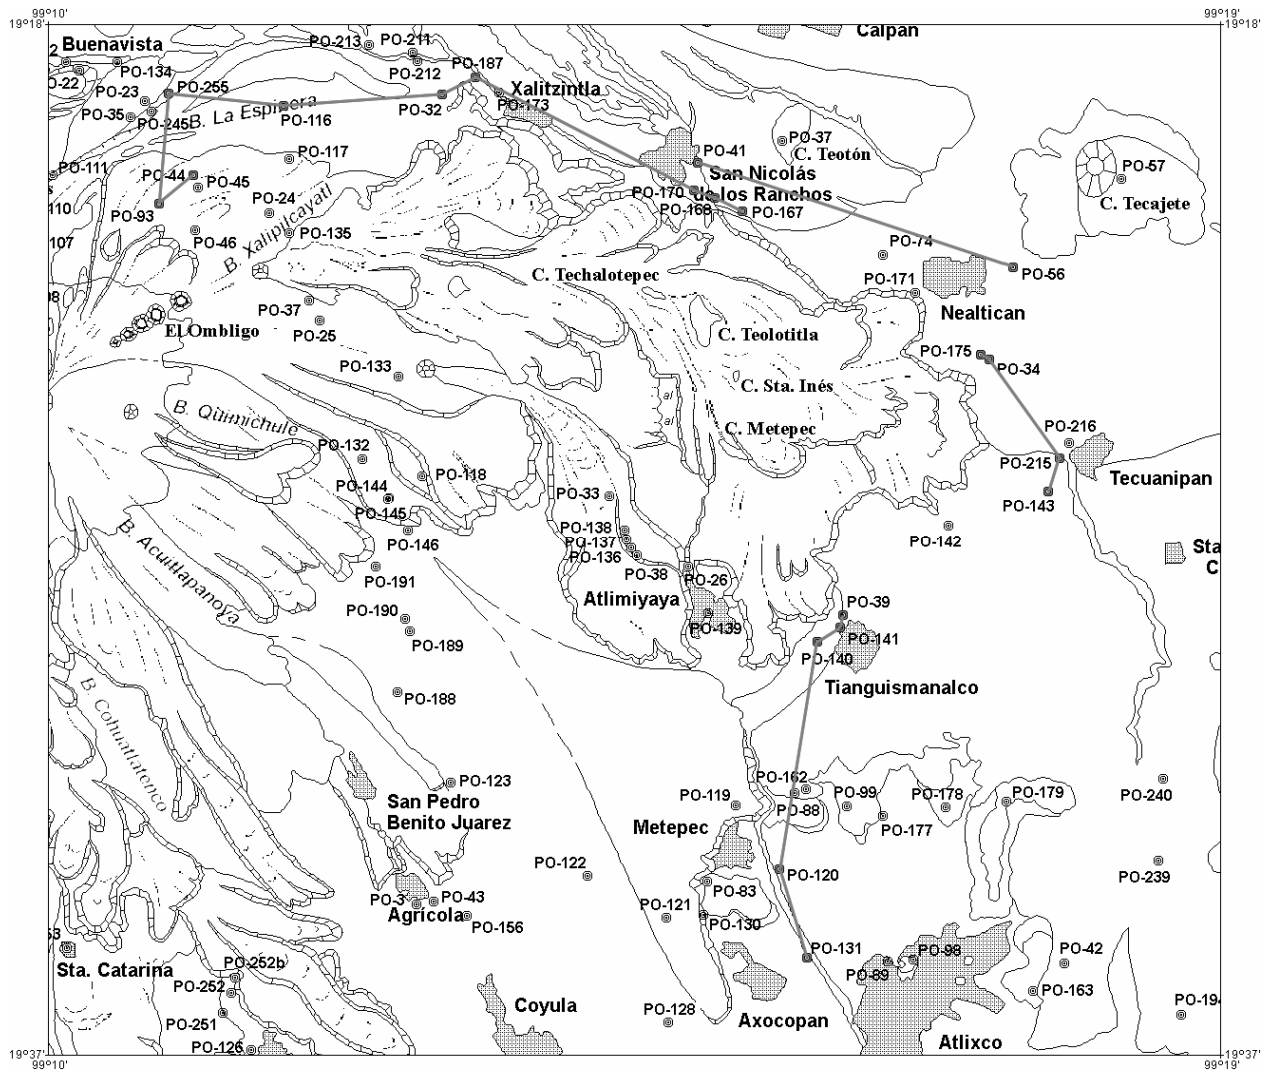 99°10'
99°19'
19°18'
19°18'
Calpan
PO-213
PO-211
2 Buenavista
PO-187
PO-134
PO-212
O-22
PO-255
Xalitzintla
PO-23
PO-32
PO-173
PO-35
PO-245
B. La Espinera
PO-116
PO-37
PO-41
C. Teotón
PO-117
PO-57
PO-111
PO-44
San Nicolás
de los Ranchos
PO-45
PO-170
PO-24
C. Tecajete
110
PO-93
PO-168
PO-167
B. Xalipilcayatl
PO-46
PO-135
107
PO-74
C. Techalotepec
PO-56
PO-171
PO-37
El Ombligo
Nealtican
PO-25
C. Teolotitla
PO-175
PO-133
PO-34
C. Sta. Inés
al
al
B. Quimichule
C. Metepec
PO-216
PO-132
PO-215
PO-118
Tecuanipan
PO-144
PO-33
PO-143
PO-145
B. Acuitlapanoya
PO-138
PO-146
PO-137
PO-142
Sta
C
PO-136
PO-38
PO-26
PO-191
Atlimiyaya
PO-39
PO-190
PO-139
PO-141
PO-189
PO-140
B. Cohuatlatenco
Tianguismanalco
PO-188
PO-123
PO-162
PO-119
PO-99
PO-178
PO-179
PO-240
San Pedro
Benito Juarez
PO-88
Metepec
PO-177
PO-122
PO-120
PO-239
PO-83
PO-3
PO-43
PO-121
Agrícola
PO-156
PO-130
53
PO-131
PO-98
PO-42
Sta. Catarina
PO-252b
PO-89
PO-252
PO-163
Coyula
PO-194
PO-251
PO-128
Axocopan
PO-126
Atlixco
19°37'
19°37'
99°10'
99°19'